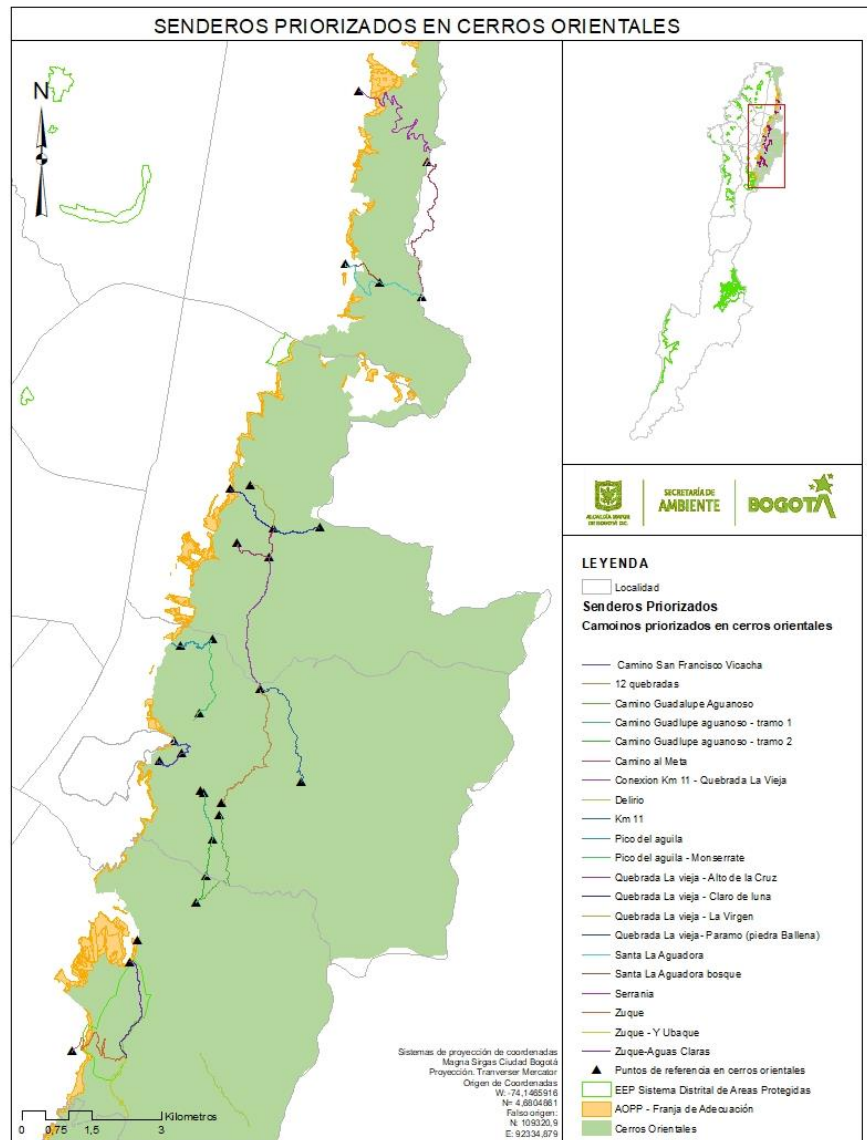 SENDEROS PRIORIZADOS EN CERROS ORIENTALES
N
ALCALDÍA MAYOR
DE BOGOTÁ D.C.
SECRETARÍA DE
AMBIENTE
BOGOTÁ
LEYENDA
Localidad
Senderos Priorizados
Camoinos priorizados en cerros orientales
Camino San Francisco Vicacha
12 quebradas
Camino Guadalupe Aguanoso
Camino Guadlupe aguanoso - tramo 1
Camino Guadlupe aguanoso - tramo 2
Camino al Meta
Conexion Km 11 - Quebrada La Vieja
Delirio
Km 11
Pico del aguila
Pico del aguila - Monserrate
Quebrada La vieja - Alto de la Cruz
Quebrada La vieja - Claro de luna
Quebrada La vieja - La Virgen
Quebrada La vieja- Paramo (piedra Ballena)
Santa La Aguadora
Santa La Aguadora bosque
Serrania
Zuque
Zuque - Y Ubaque
Zuque-Aguas Claras
Puntos de referencia en cerros orientales
EEP Sistema Distrital de Areas Protegidas
AOPP - Franja de Adecuación
Cerros Orientales
Sistemas de proyección de coordenadas
Magna Sirgas Ciudad Bogotá
Proyección. Tranverser Mercator
Origen de Coordenadas
W: -74,1465916
N= 4,6804861
Falso origen:
N: 109320,9
E: 92334,879
Kilometros
0 0,75 1,5 3